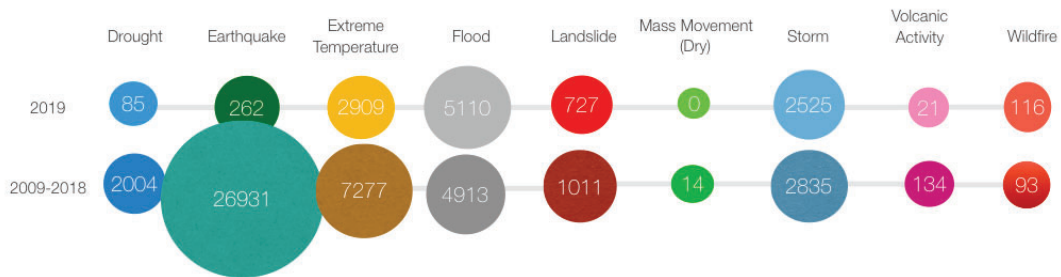 Drought Earthquake Extreme Temperature Flood Landslide Mass Movement (Dry) Storm Volcanic Activity Wildfire
2019 85 262 2909 5110 727 0 2525 21 116
2009-2018 2004 26931 7277 4913 1011 14 2835 134 93